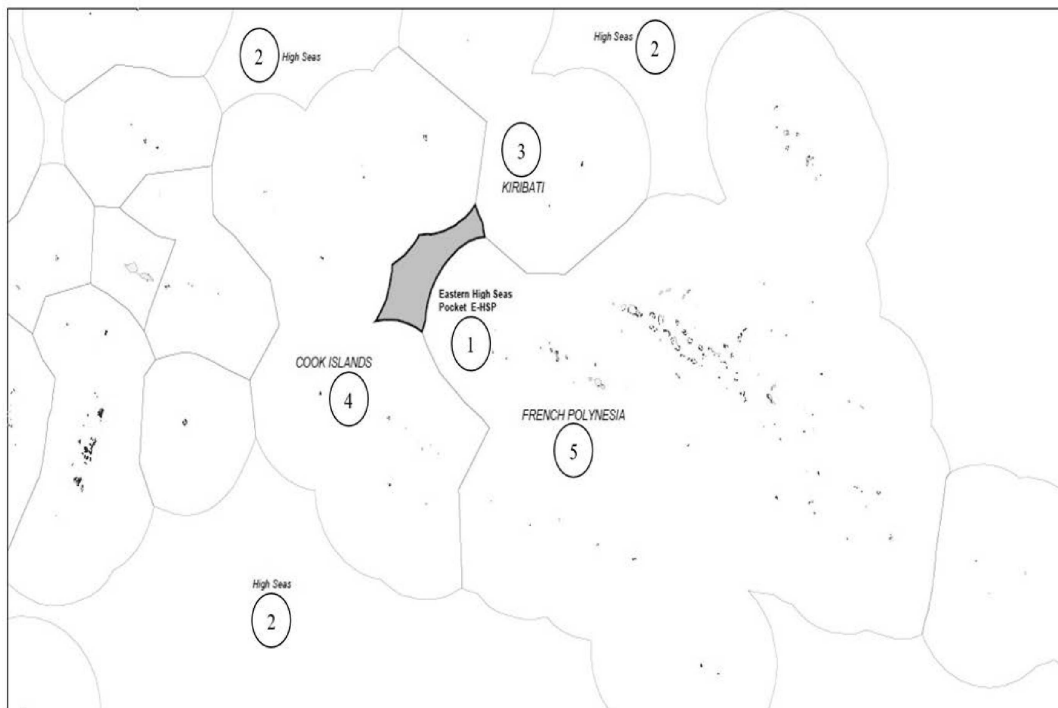 2 High Seas
High Seas 2
3
KIRIBATI
Eastern High Seas
Pocket E-HSP
1
COOK ISLANDS
4
FRENCH POLYNESIA
5
High Seas
2